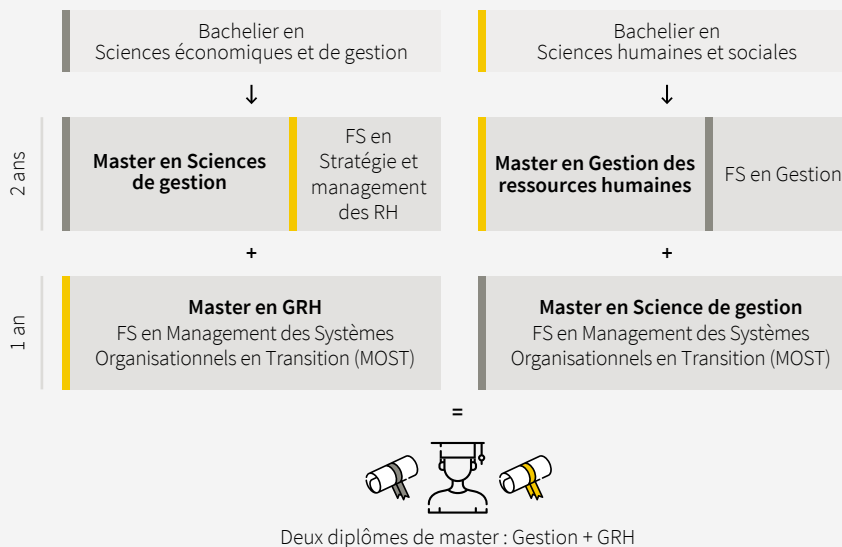 Bachelier en
Sciences économiques et de gestion
Bachelier en
Sciences humaines et sociales
↓
↓
2 ans
Master en Sciences
de gestion
FS en
Stratégie et
management
des RH
Master en Gestion des
ressources humaines
FS en Gestion
+
+
1 an
Master en GRH
FS en Management des Systèmes
Organisationnels en Transition (MOST)
Master en Science de gestion
FS en Management des Systèmes
Organisationnels en Transition (MOST)
=
Deux diplômes de master : Gestion + GRH